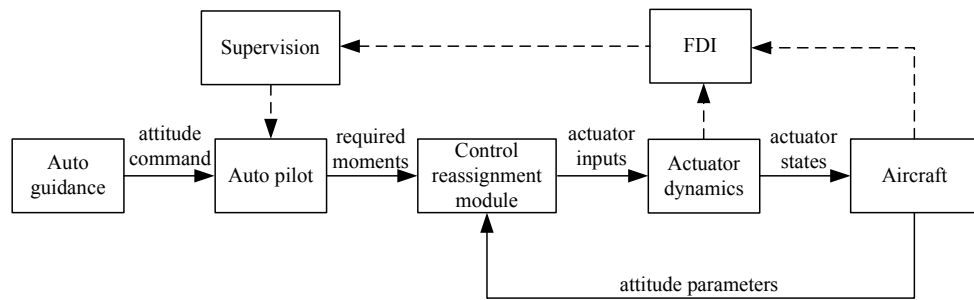 Supervision
FDI
attitude
command
required
moments
actuator
inputs
actuator
states
Auto
guidance
Auto pilot
Control
reassignment
module
Actuator
dynamics
Aircraft
attitude parameters